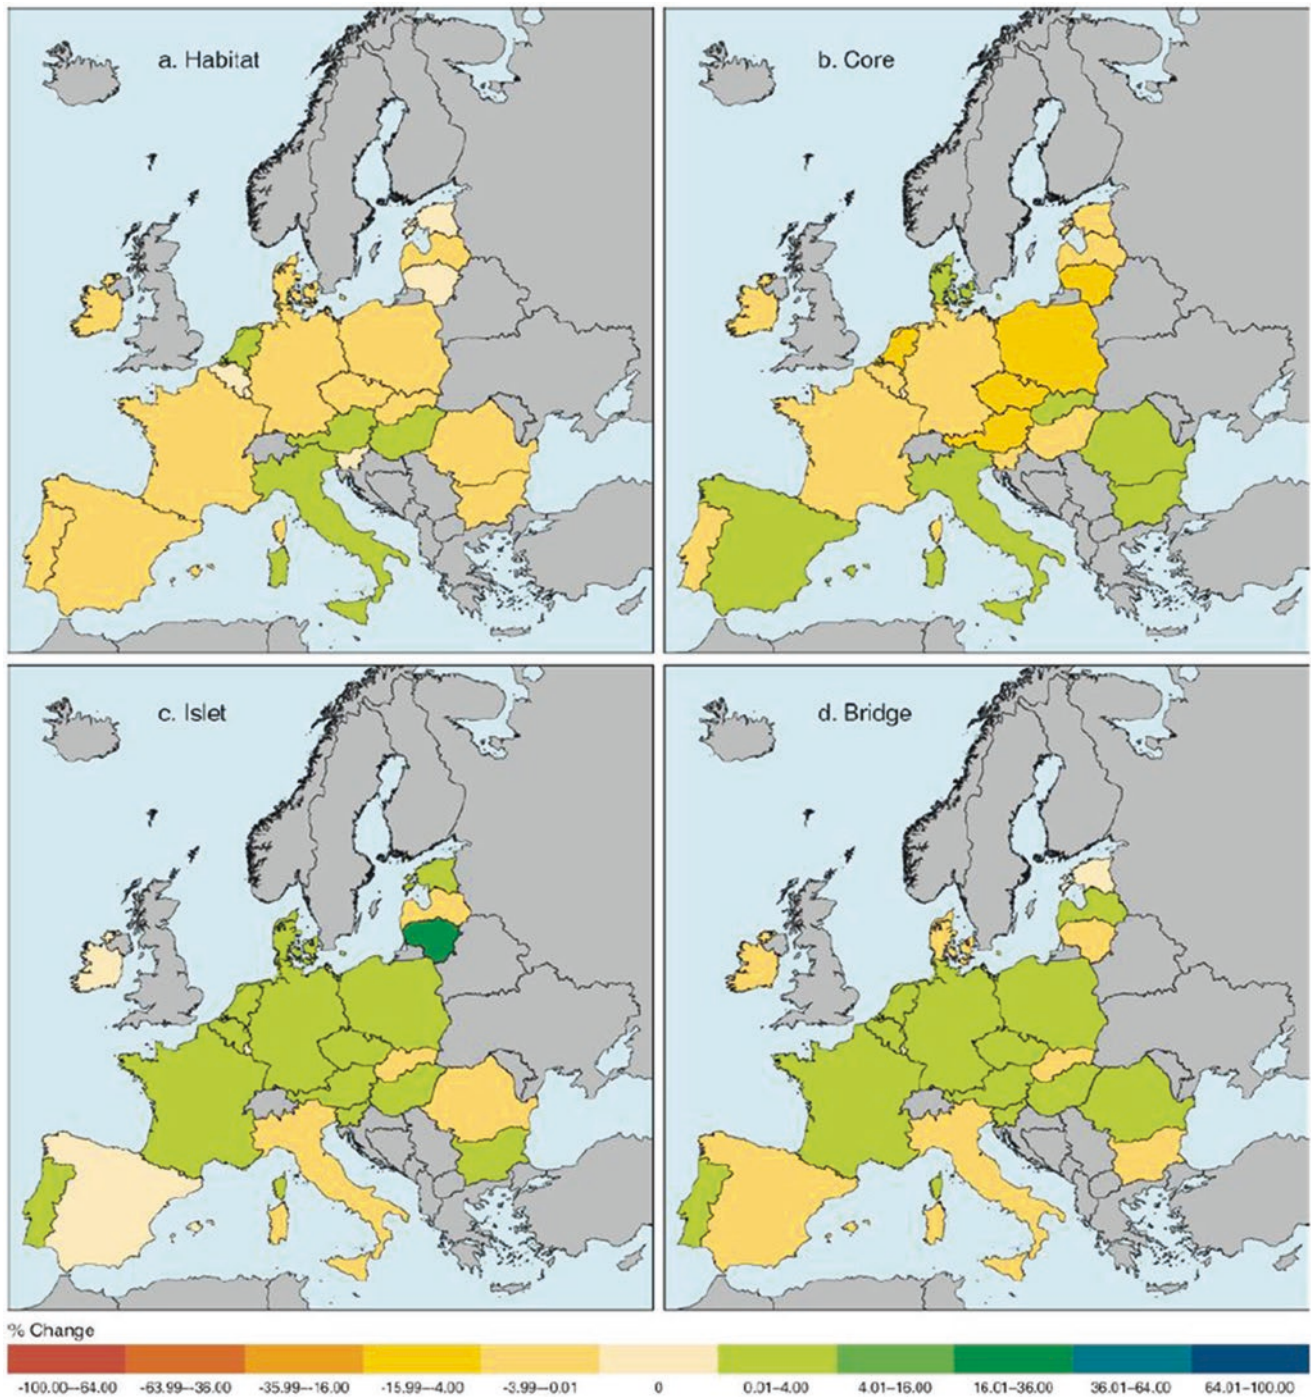 a. Habitat
b. Core
c. Islet
d. Bridge
% Change
-100.00–-64.00 -63.99–-36.00 -35.99–-16.00 -15.99–-4.00 -3.99–-0.01 0 0.01–4.00 4.01–16.00 16.01–36.00 36.01–64.00 64.01–100.00